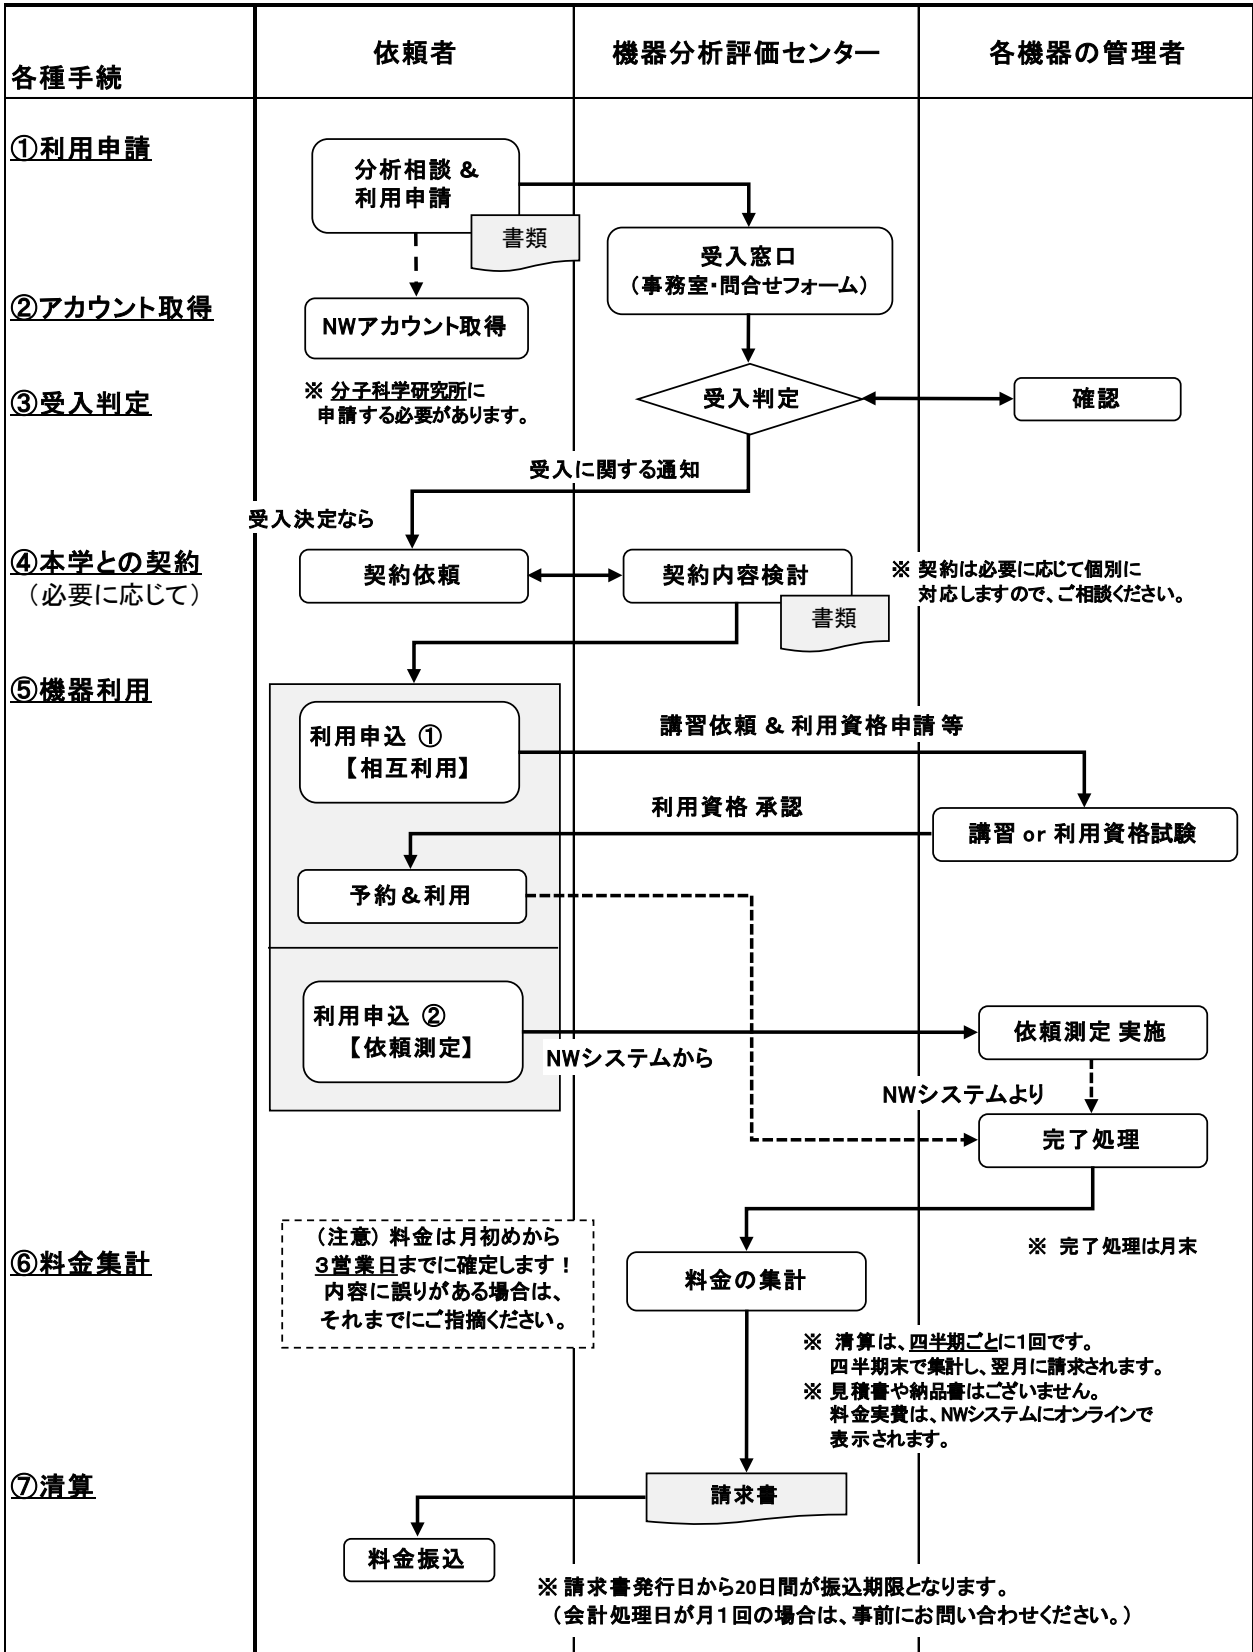 各種手続
依頼者
機器分析評価センター
各機器の管理者
①利用申請
分析相談 &
利用申請
書類
受入窓口
（事務室・問合せフォーム）
②アカウント取得
NWアカウント取得
※ 分子科学研究所に
申請する必要があります。
③受入判定
受入判定
確認
受入に関する通知
受入決定なら
④本学との契約
（必要に応じて）
契約依頼
契約内容検討
書類
※ 契約は必要に応じて個別に
対応しますので、ご相談ください。
⑤機器利用
利用申込 ①
【相互利用】
講習依頼 & 利用資格申請 等
利用資格 承認
講習 or 利用資格試験
予約＆利用
利用申込 ②
【依頼測定】
NWシステムから
依頼測定 実施
NWシステムより
完了処理
※ 完了処理は月末
⑥料金集計
（注意）料金は月初めから
３営業日までに確定します！
内容に誤りがある場合は、
それまでにご指摘ください。
料金の集計
※ 清算は、四半期ごとに1回です。
四半期末で集計し、翌月に請求されます。
※ 見積書や納品書はございません。
料金実費は、NWシステムにオンラインで
表示されます。
⑦清算
請求書
料金振込
※ 請求書発行日から20日間が振込期限となります。
（会計処理日が月１回の場合は、事前にお問い合わせください。）